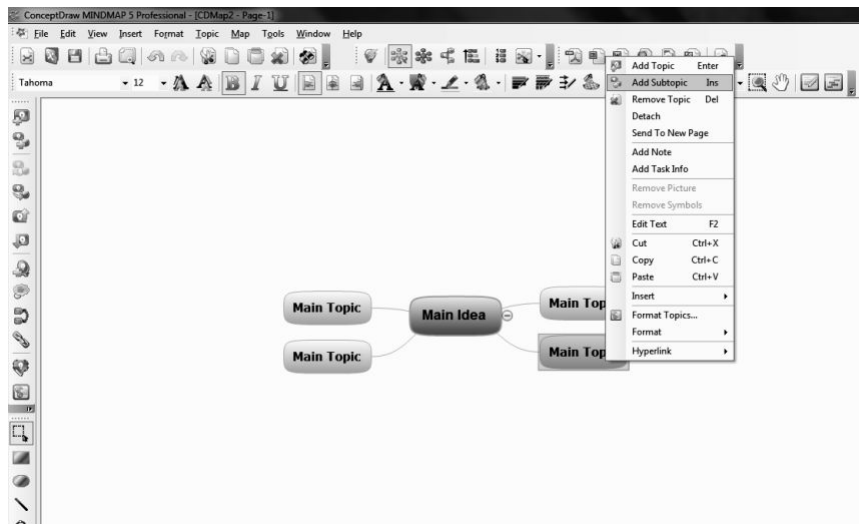 ConceptDraw MINDMAP 5 Professional - [CDMap2 - Page-1]
File Edit View Insert Format Topic Map Tools Window Help
Tahoma 12 A A B I U A
Add Topic Enter
Add Subtopic Ins
Remove Topic Del
Detach
Send To New Page
Add Note
Add Task Info
Remove Picture
Remove Symbols
Edit Text F2
Cut Ctrl+X
Copy Ctrl+C
Paste Ctrl+V
Insert
Format Topics...
Format
Hyperlink
Main Topic
Main Idea
Main Top
Main Topic
Main Top